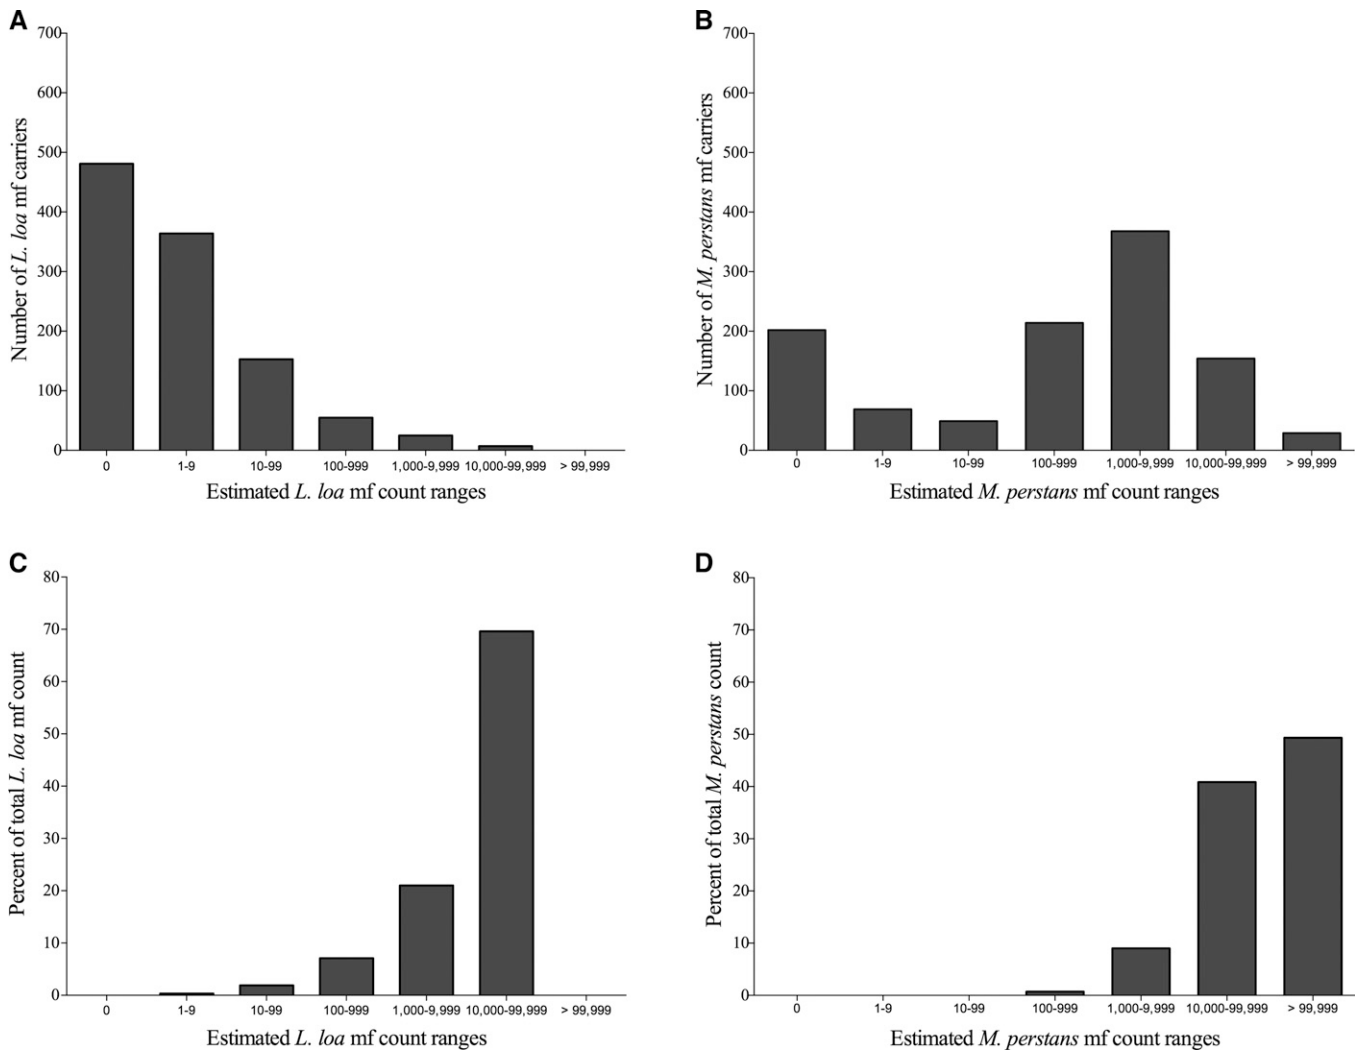 A
700
600
500
400
300
200
100
0
Number of L. loa mf carriers
0 1-9 10-99 100-999 1,000-9,999 10,000-99,999 > 99,999
Estimated L. loa mf count ranges
B
700
600
500
400
300
200
100
0
Number of M. perstans mf carriers
0 1-9 10-99 100-999 1,000-9,999 10,000-99,999 > 99,999
Estimated M. perstans mf count ranges
C
80
70
60
50
40
30
20
10
0
Percent of total L. loa mf count
0 1-9 10-99 100-999 1,000-9,999 10,000-99,999 > 99,999
Estimated L. loa mf count ranges
D
80
70
60
50
40
30
20
10
0
Percent of total M. perstans count
0 1-9 10-99 100-999 1,000-9,999 10,000-99,999 > 99,999
Estimated M. perstans mf count ranges